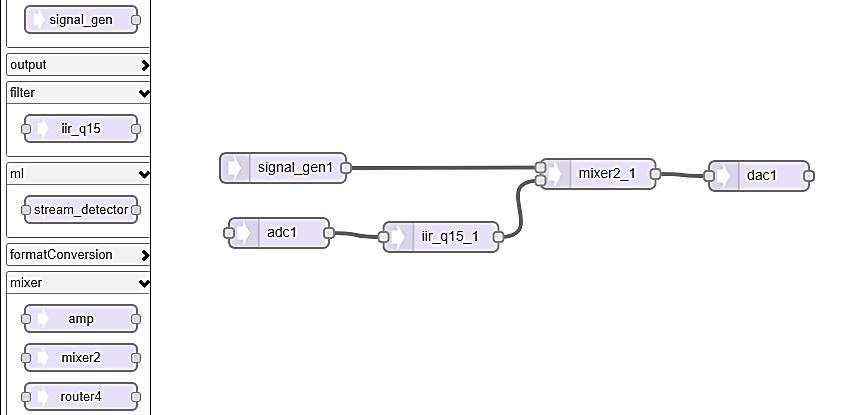 signal_gen
output
filter
iir_q15
ml
stream_detector
formatConversion
mixer
amp
mixer2
router4
signal_gen1
mixer2_1
dac1
adc1
iir_q15_1